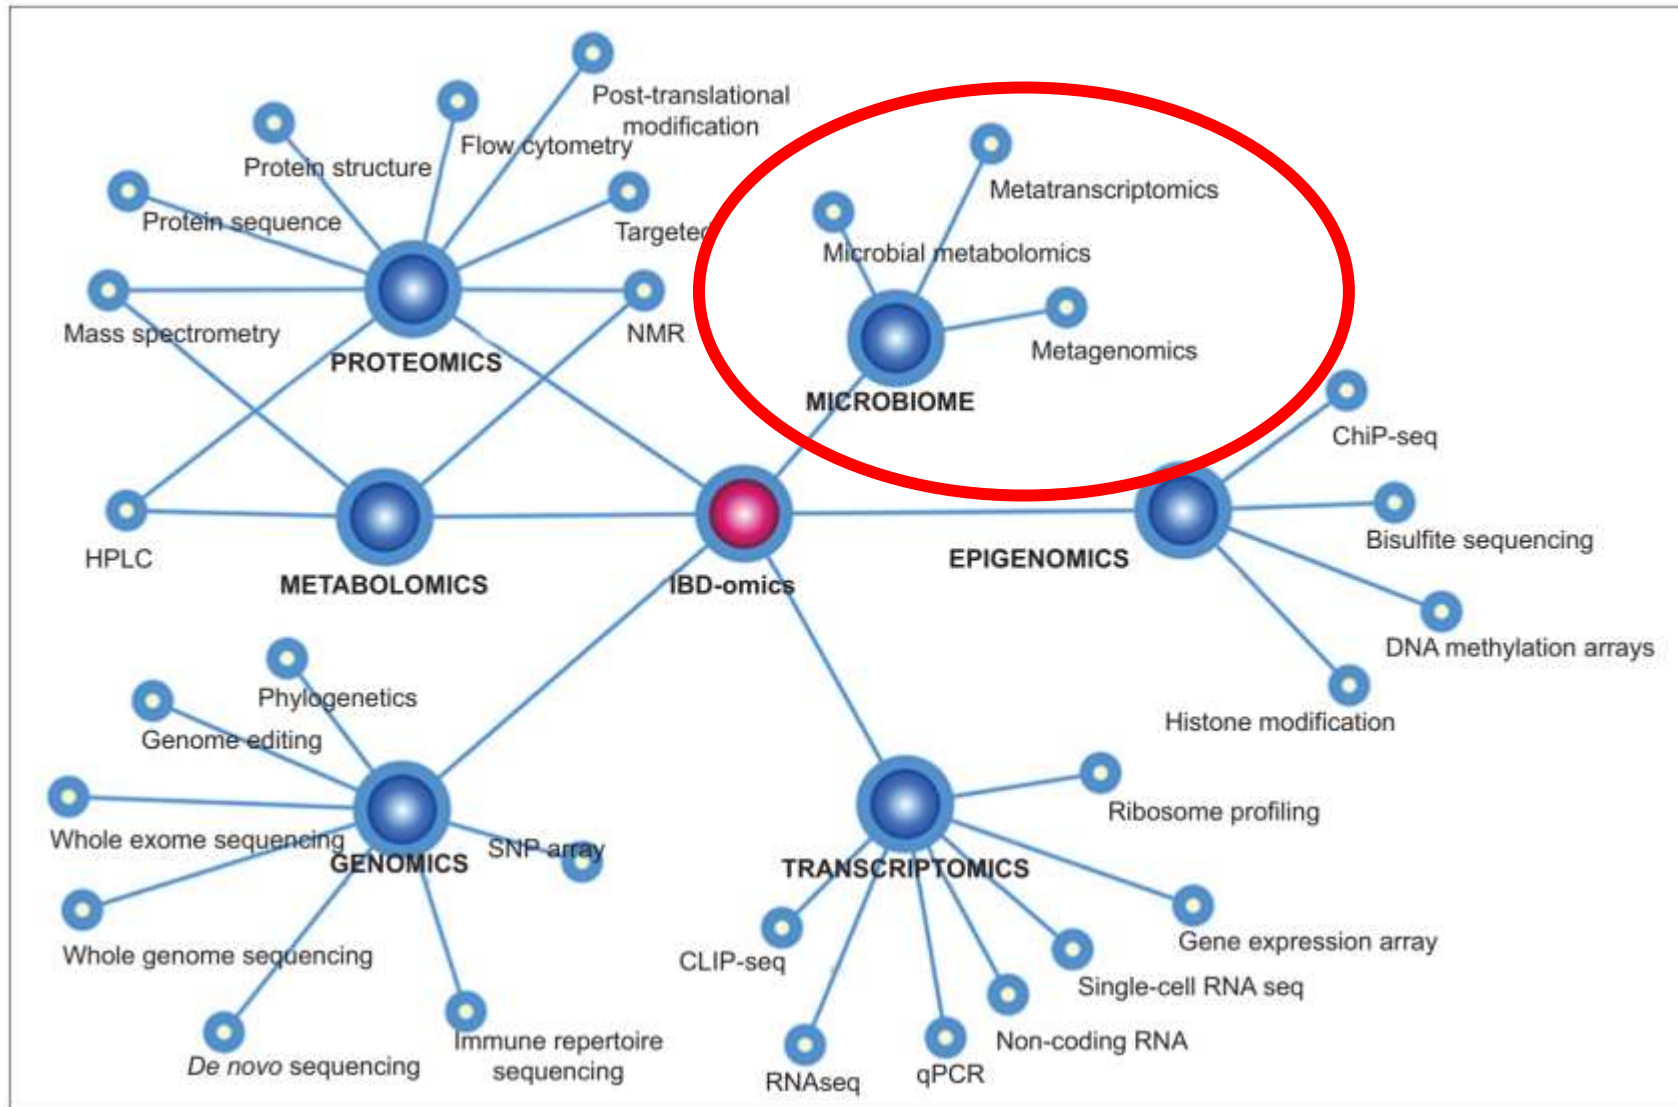 Post-translational
modification
Flow cytometry
Protein structure
Protein sequence
Targeted
Mass spectrometry
NMR
PROTEOMICS
Metatranscriptomics
Microbial metabolomics
Metagenomics
MICROBIOME
ChiP-seq
Bisulfite sequencing
EPIGENOMICS
DNA methylation arrays
Histone modification
HPLC
METABOLOMICS
IBD-omics
Phylogenetics
Genome editing
Whole exome sequencing
SNP array
GENOMICS
Whole genome sequencing
De novo sequencing
Immune repertoire
sequencing
Ribosome profiling
TRANSCRIPTOMICS
Gene expression array
CLIP-seq
Single-cell RNA seq
Non-coding RNA
RNAseq
qPCR